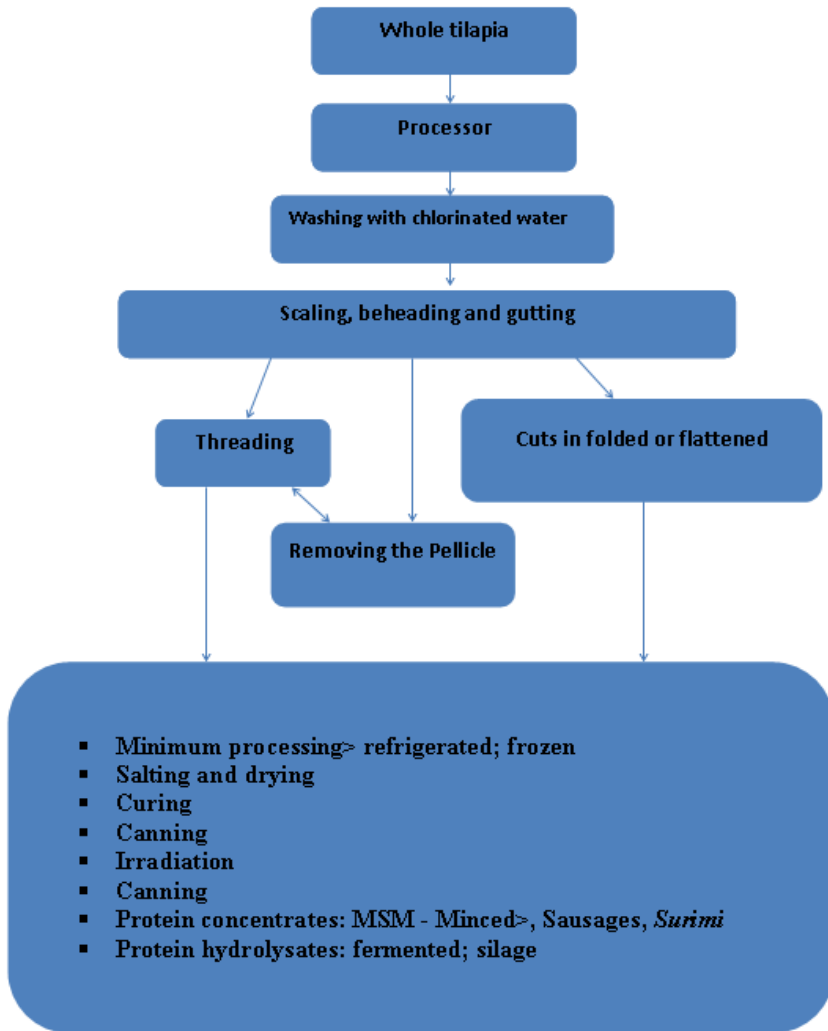 Whole tilapia
Processor
Washing with chlorinated water
Scaling, beheading and gutting
Threading
Cuts in folded or flattened
Removing the Pellicle
▪ Minimum processing> refrigerated; frozen
▪ Salting and drying
▪ Curing
▪ Canning
▪ Irradiation
▪ Canning
▪ Protein concentrates: MSM - Minced>, Sausages, Surimi
▪ Protein hydrolysates: fermented; silage